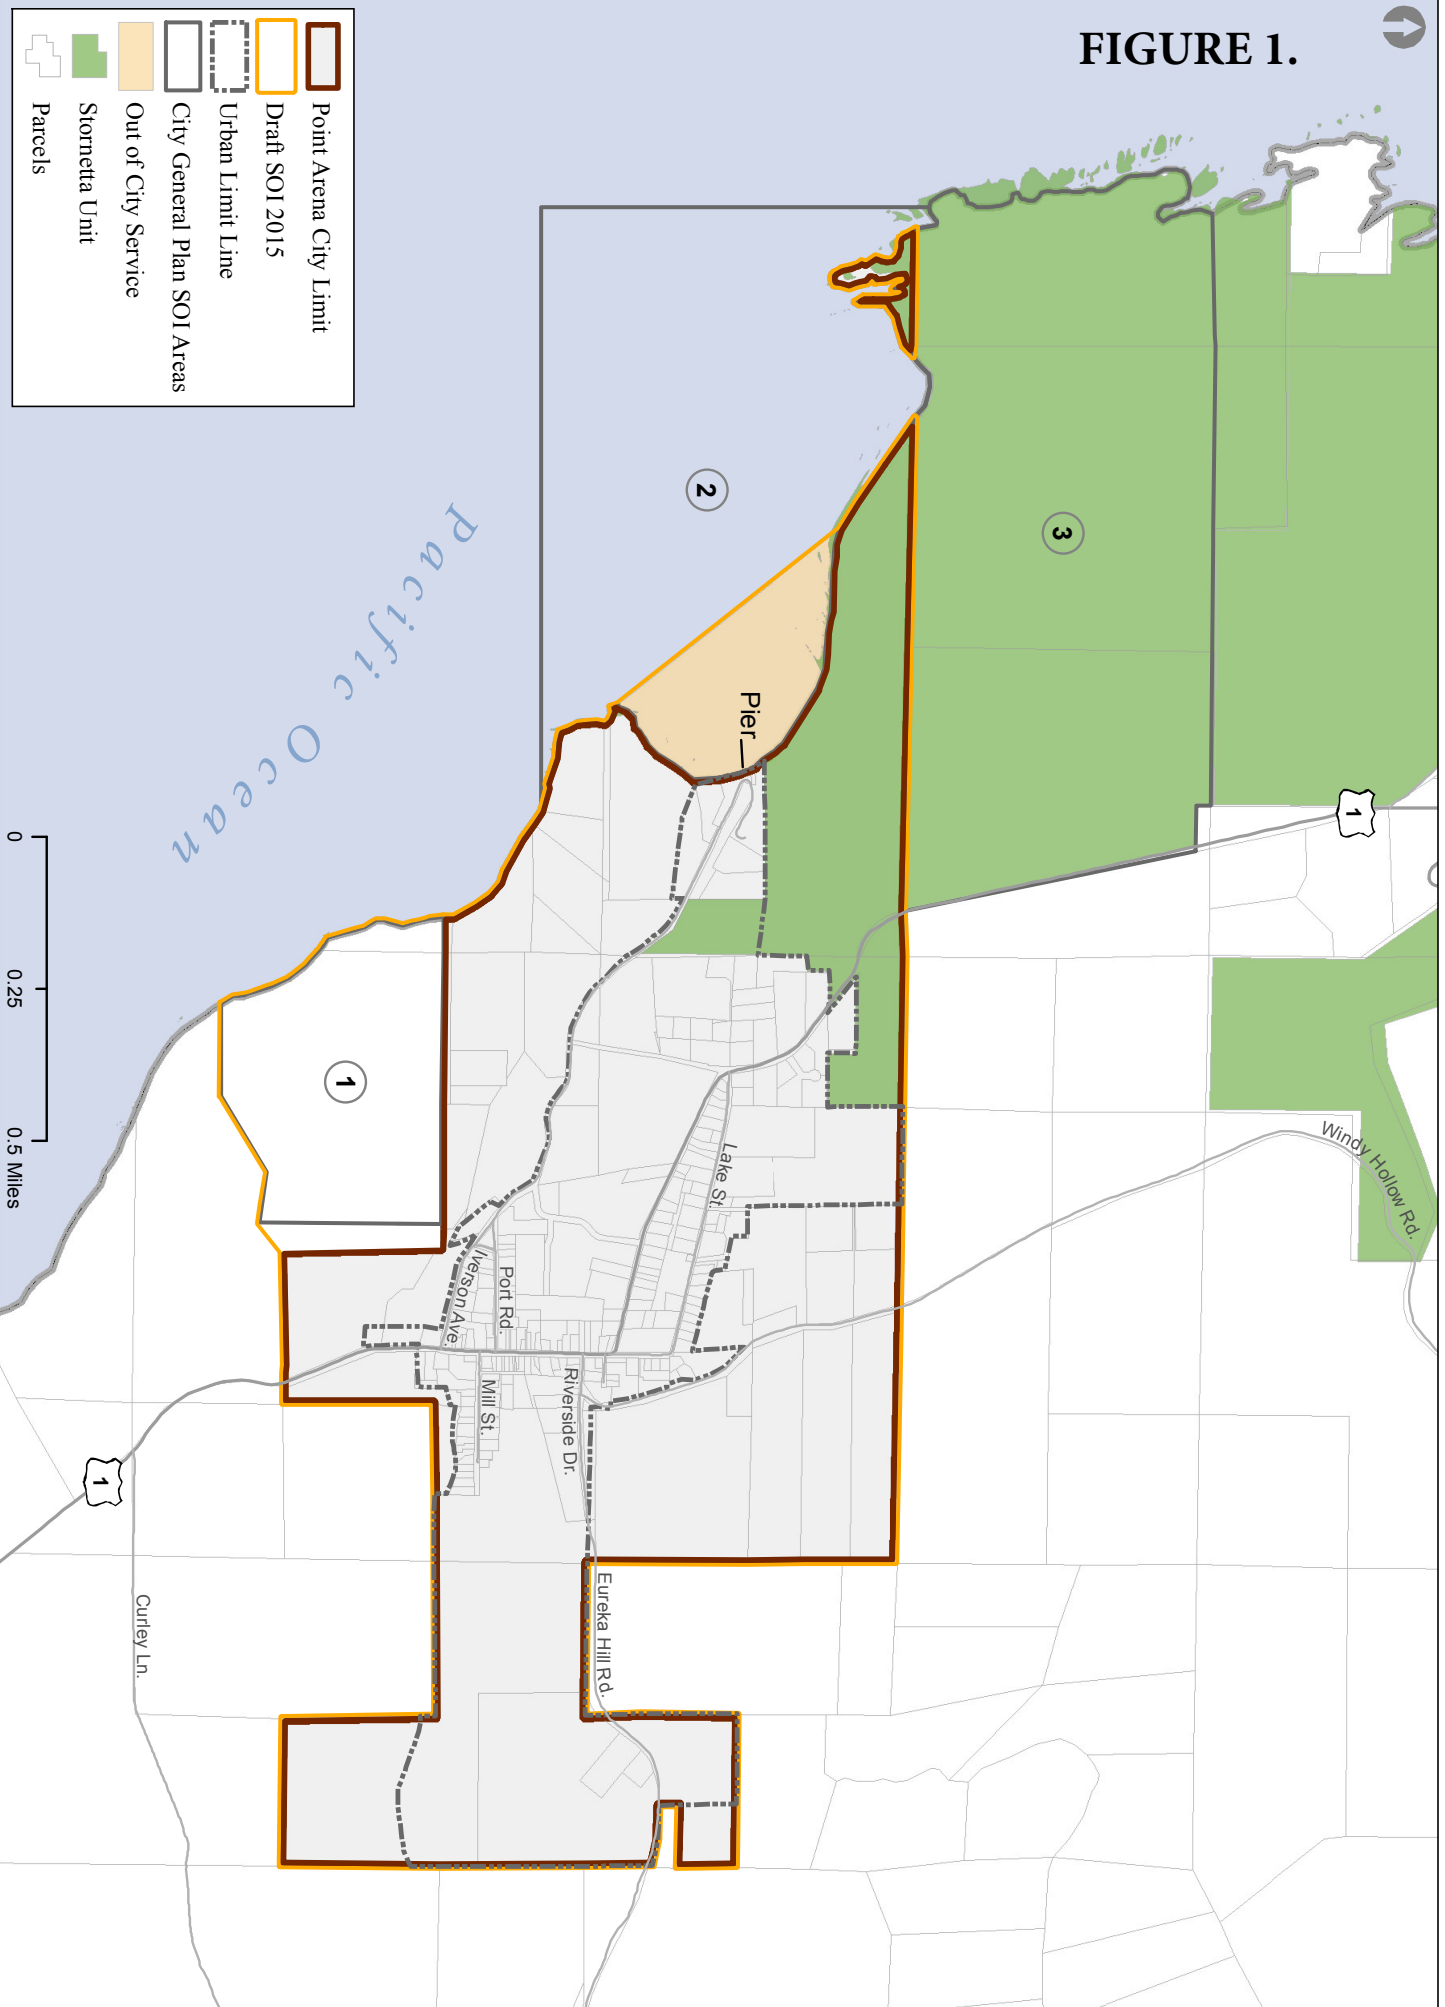 FIGURE 1.
Point Arena City Limit
Draft SOI 2015
Urban Limit Line
City General Plan SOI Areas
Out of City Service
Stornetta Unit
Parcels
3
2
1
Pier
Pacific Ocean
1
Windy Hollow Rd.
Lake St.
Port Rd.
Iverson Ave.
Mill St.
Riverside Dr.
Eureka Hill Rd.
1
Curley Ln.
0 0.25 0.5 Miles